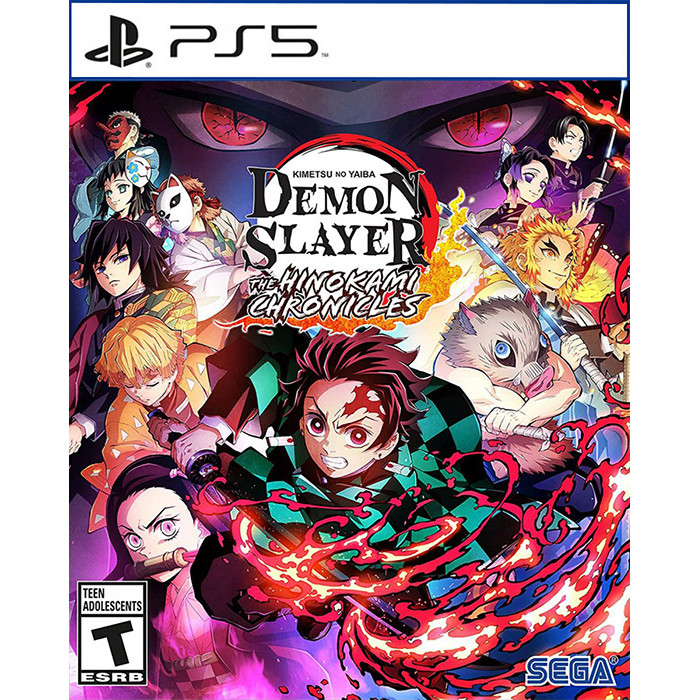 PS5
KIMETSU NO YAIBA
DEMON
SLAYER
THE HINOKAMI
CHRONICLES
TEEN
ADOLESCENTS
T
ESRB
SEGA